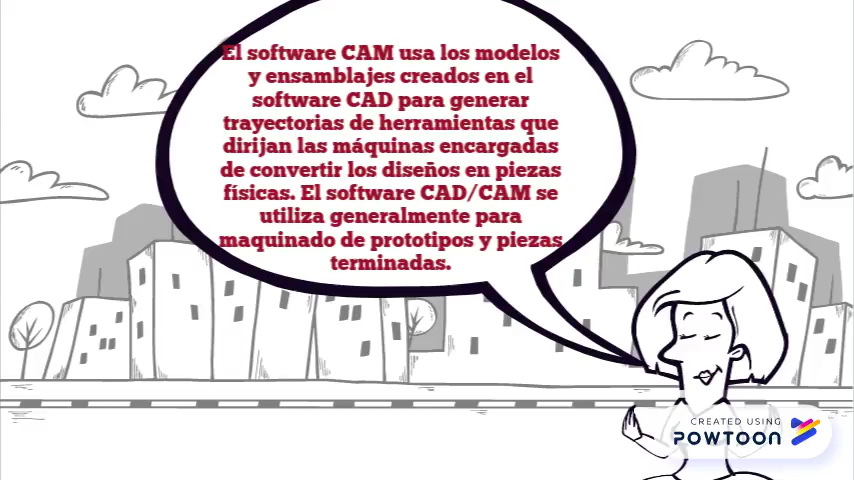 El software CAM usa los modelos
y ensamblajes creados en el
software CAD para generar
trayectorias de herramientas que
dirijan las máquinas encargadas
de convertir los diseños en piezas
físicas. El software CAD/CAM se
utiliza generalmente para
maquinado de prototipos y piezas
terminadas.
CREATED USING
POWTOON